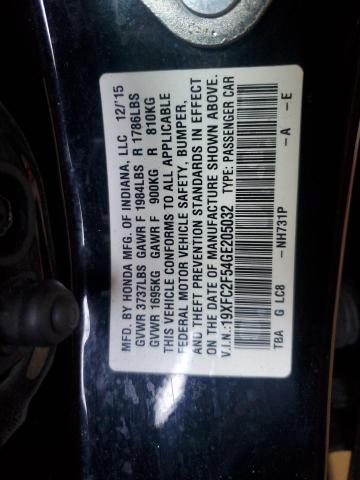 MFD. BY HONDA MFG. OF INDIANA, LLC 12/'15
GVWR 3737LBS GAWR F 1984LBS R 1786LBS
GVWR 1695KG GAWR F 900KG R 810KG
THIS VEHICLE CONFORMS TO ALL APPLICABLE
FEDERAL MOTOR VEHICLE SAFETY, BUMPER,
AND THEFT PREVENTION STANDARDS IN EFFECT
ON THE DATE OF MANUFACTURE SHOWN ABOVE.
V.I.N.:19XFC2F54GE205032 TYPE: PASSENGER CAR
TBA G LC8 –NH731P –A –E